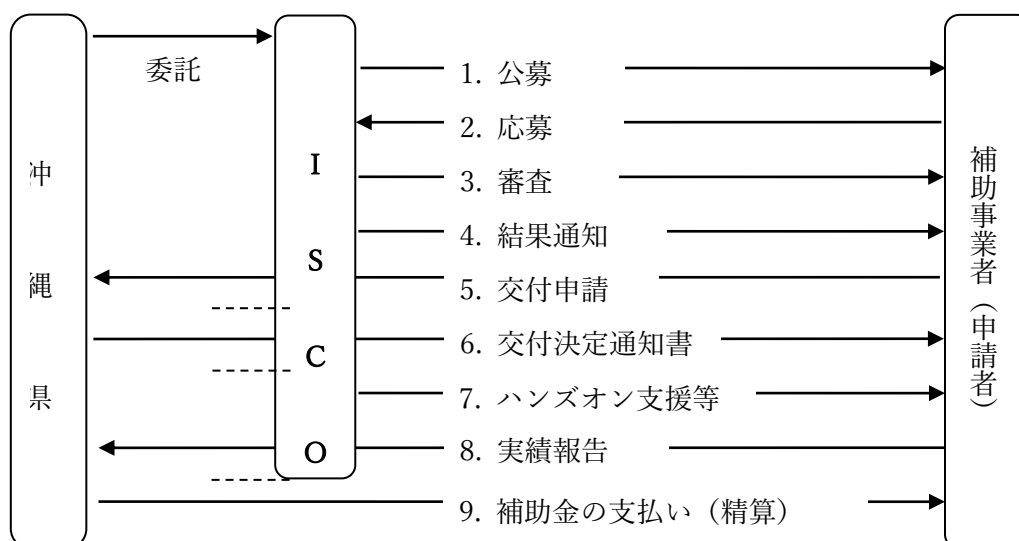 委託
沖縄県
ISCO
1. 公募
2. 応募
3. 審査
4. 結果通知
5. 交付申請
6. 交付決定通知書
7. ハンズオン支援等
8. 実績報告
9. 補助金の支払い（精算）
補助事業者（申請者）